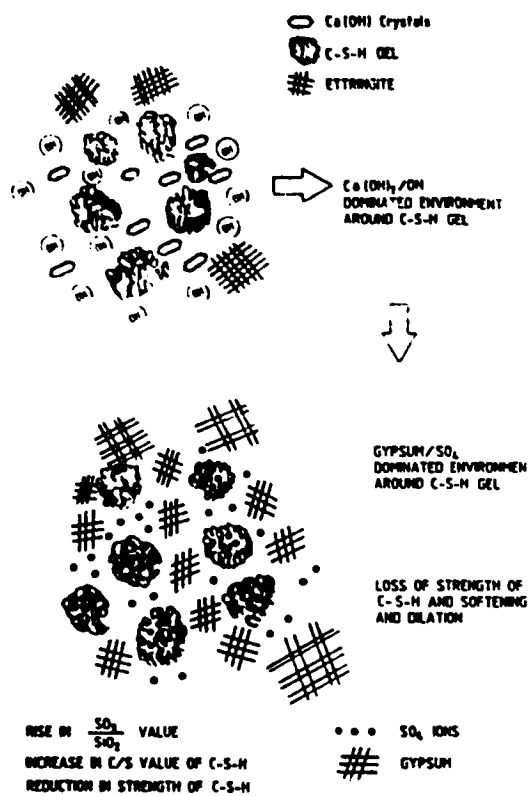 Ca(OH) Crystals
C-S-H GEL
ETTRINGITE
OH
Ca(OH)₂/OH
DOMINATED ENVIRONMENT
AROUND C-S-H GEL
GYPSUM/SO₄
DOMINATED ENVIRONMEN
AROUND C-S-H GEL
LOSS OF STRENGTH OF
C-S-H AND SOFTENING
AND DILATION
RISE IN SO₃/SiO₂ VALUE
INCREASE IN C/S VALUE OF C-S-H
REDUCTION IN STRENGTH OF C-S-H
SO₄ IONS
GYPSUM